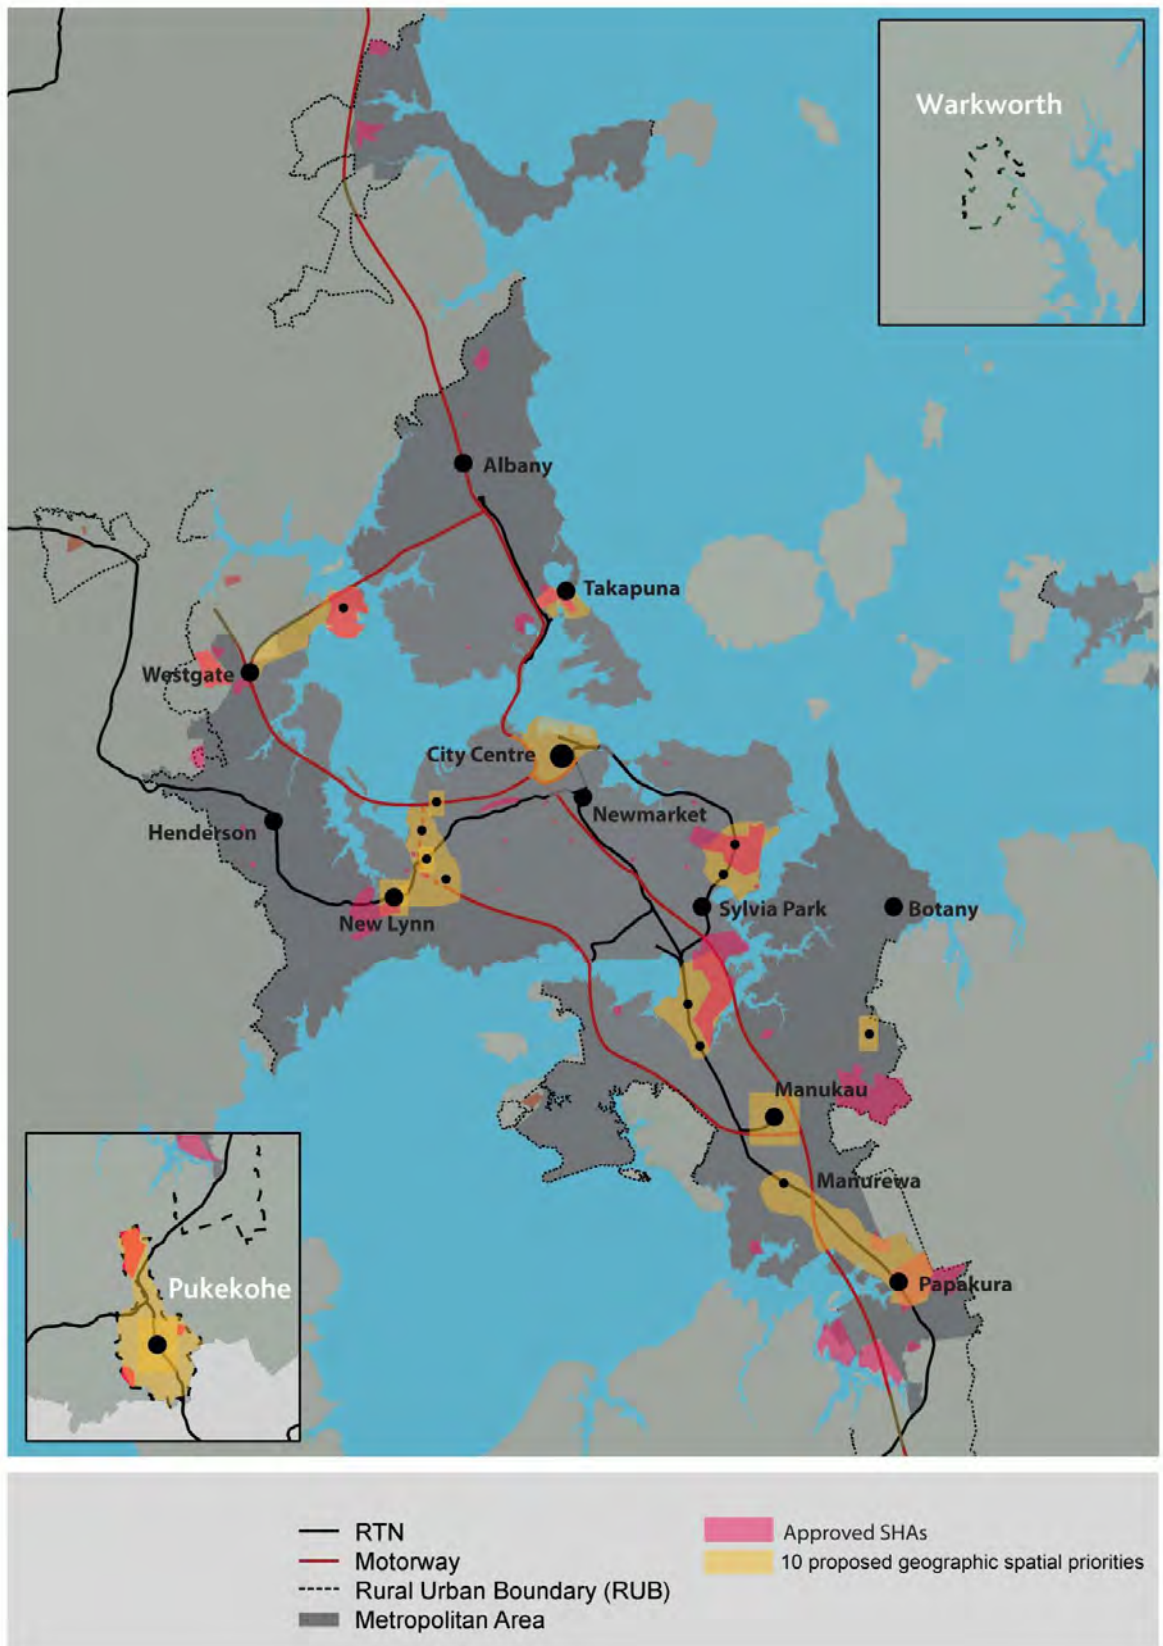 Warkworth
Albany
Takapuna
Westgate
City Centre
Newmarket
Henderson
Sylvia Park
Botany
New Lynn
Manukau
Manurewa
Pukekohe
Papakura
RTN
Motorway
Rural Urban Boundary (RUB)
Metropolitan Area
Approved SHAs
10 proposed geographic spatial priorities